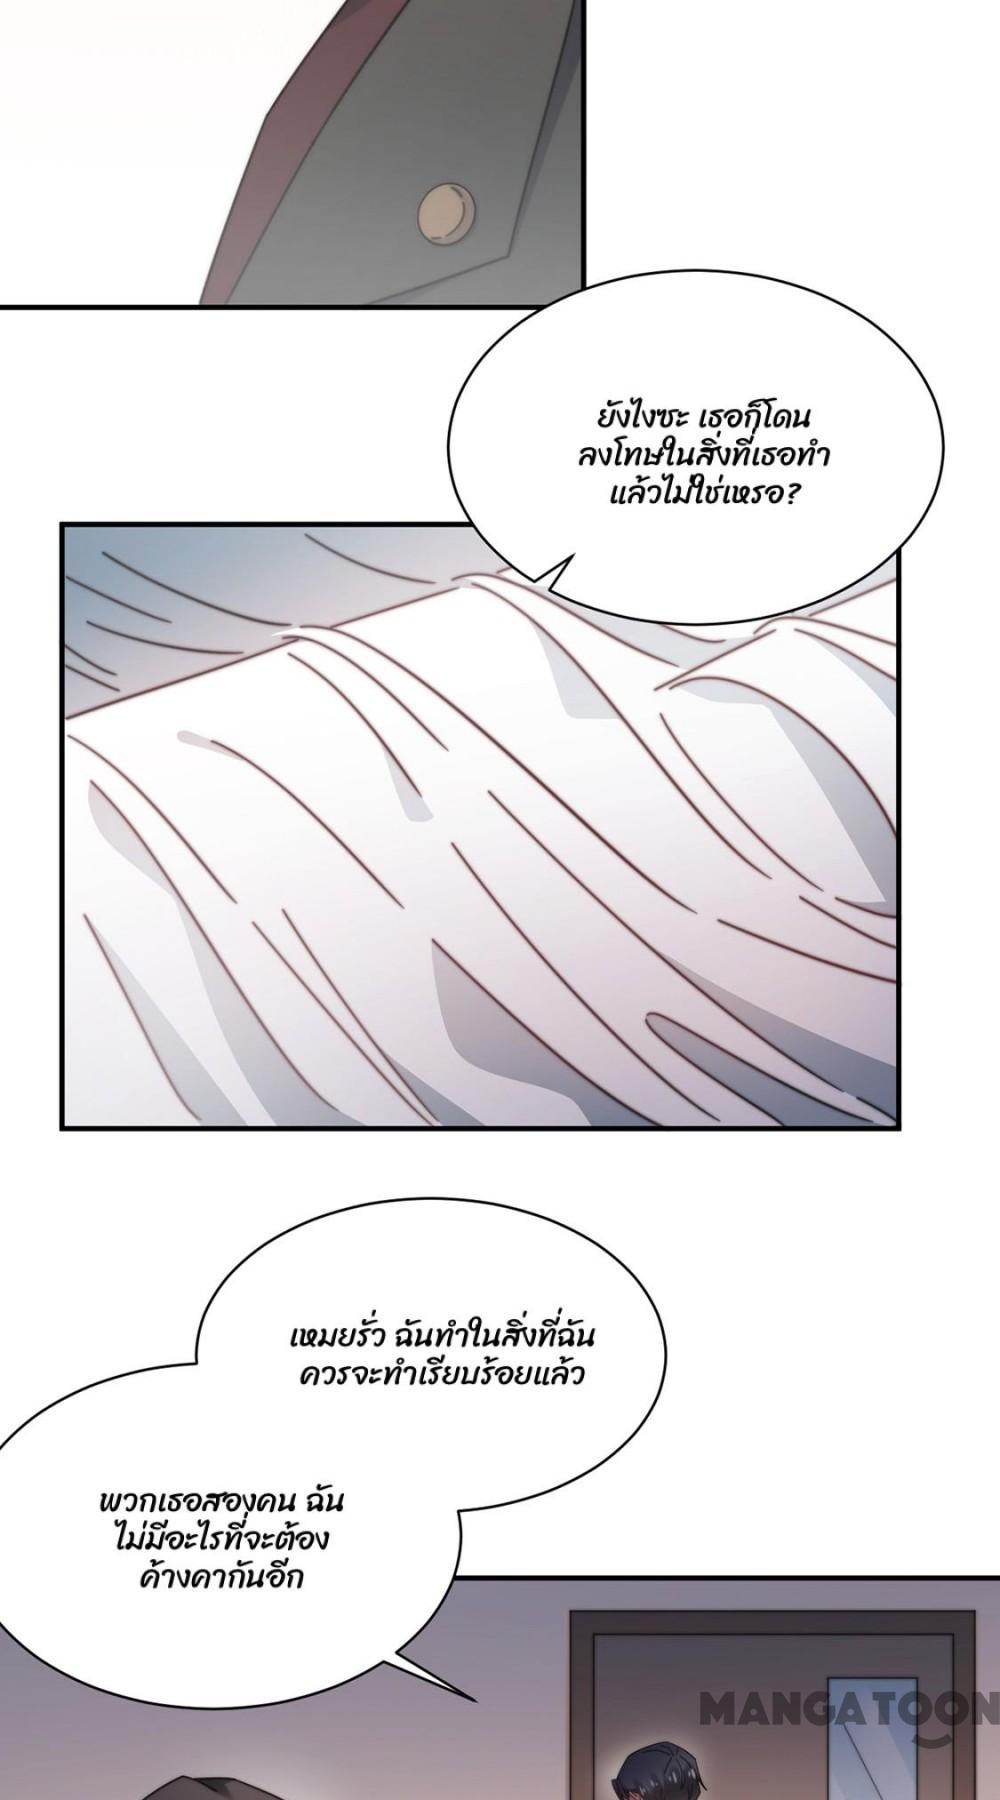 ยังไงซะ เธอก็โดน
ลงโทษในสิ่งที่เธอทำ
แล้วไม่ใช่เหรอ?
เหมยรั่ว ฉันทำในสิ่งที่ฉัน
ควรจะทำเรียบร้อยแล้ว
พวกเธอสองคน ฉัน
ไม่มีอะไรที่จะต้อง
ค้างคากันอีก
MANGATOON